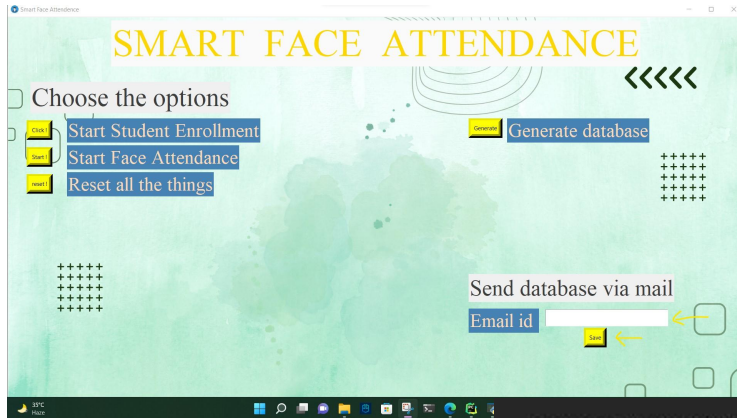 Smart Face Attendence
SMART FACE ATTENDANCE
Choose the options
Click !
Start Student Enrollment
Generate
Generate database
Start !
Start Face Attendance
reset !
Reset all the things
Send database via mail
Email id
Save
35°C
Haze